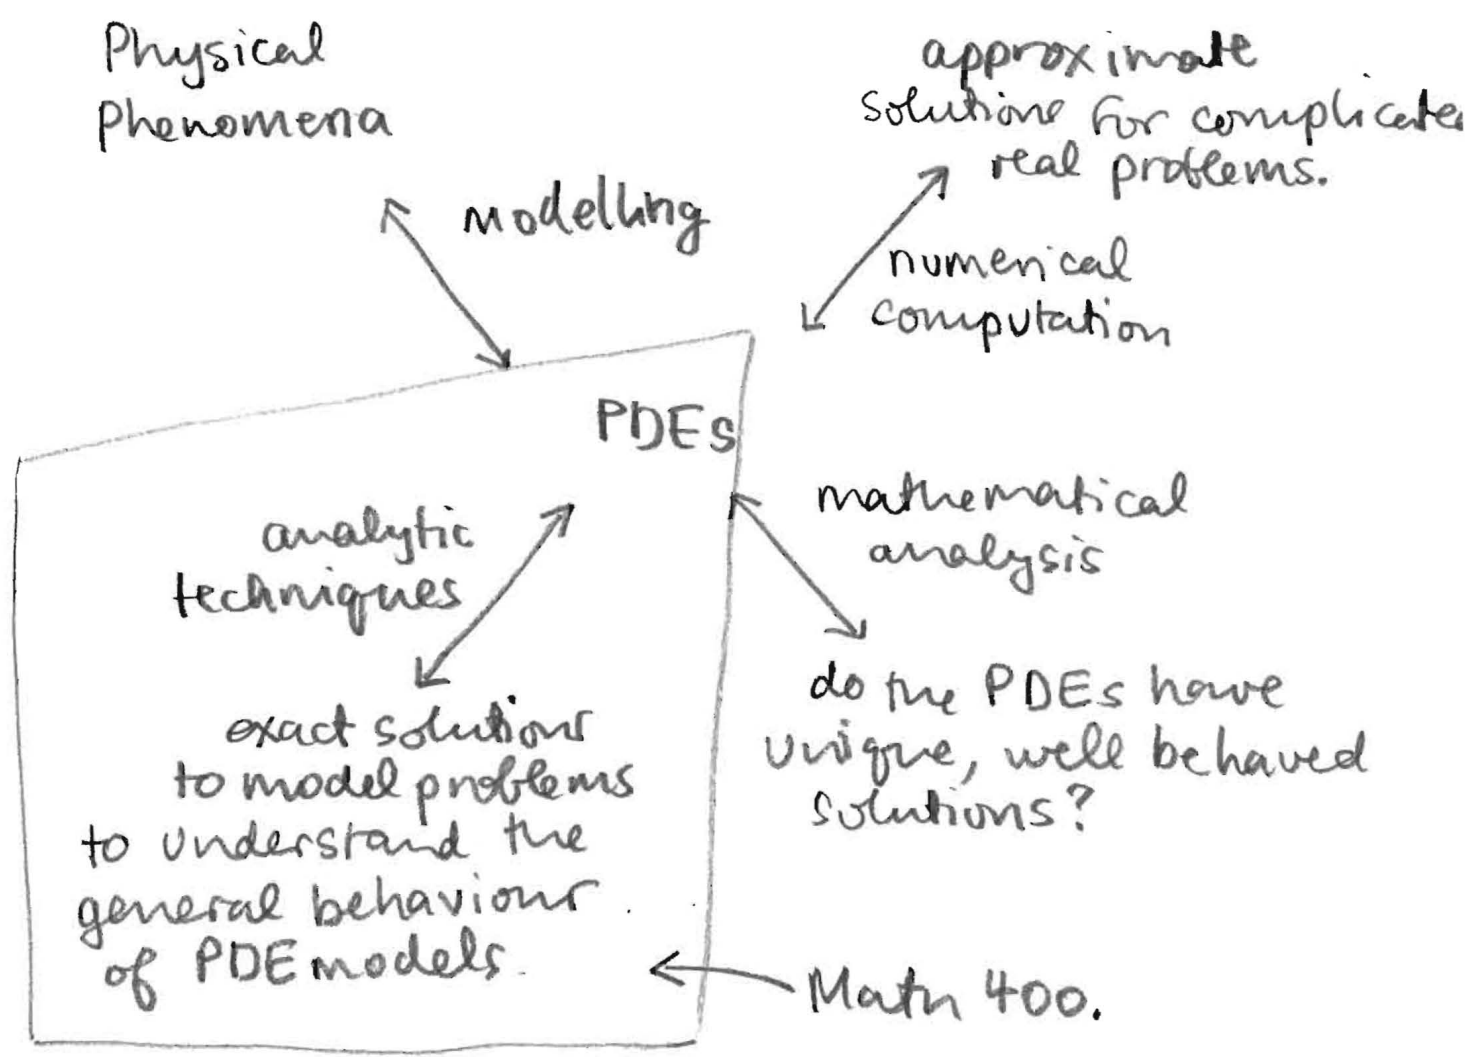 Physical
Phenomena
modelling
approximate
solutions for complicated
real problems.
numerical
computation
PDEs
analytic
techniques
exact solutions
to model problems
to understand the
general behaviour
of PDE models.
mathematical
analysis
do the PDEs have
unique, well behaved
solutions?
Math 400.